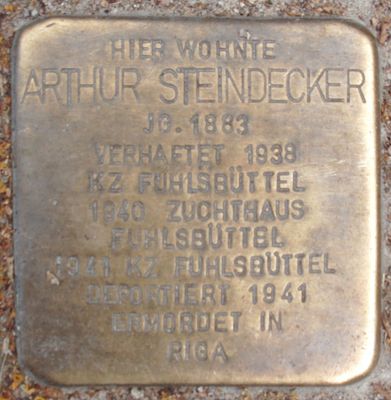 HIER WOHNTE
ARTHUR STEINDECKER
JG. 1883
VERHAFTET 1938
KZ FUHLSBÜTTEL
1940 ZUCHTHAUS
FUHLSBÜTTEL
1941 KZ FUHLSBÜTTEL
DEPORTIERT 1941
ERMORDET IN
RIGA